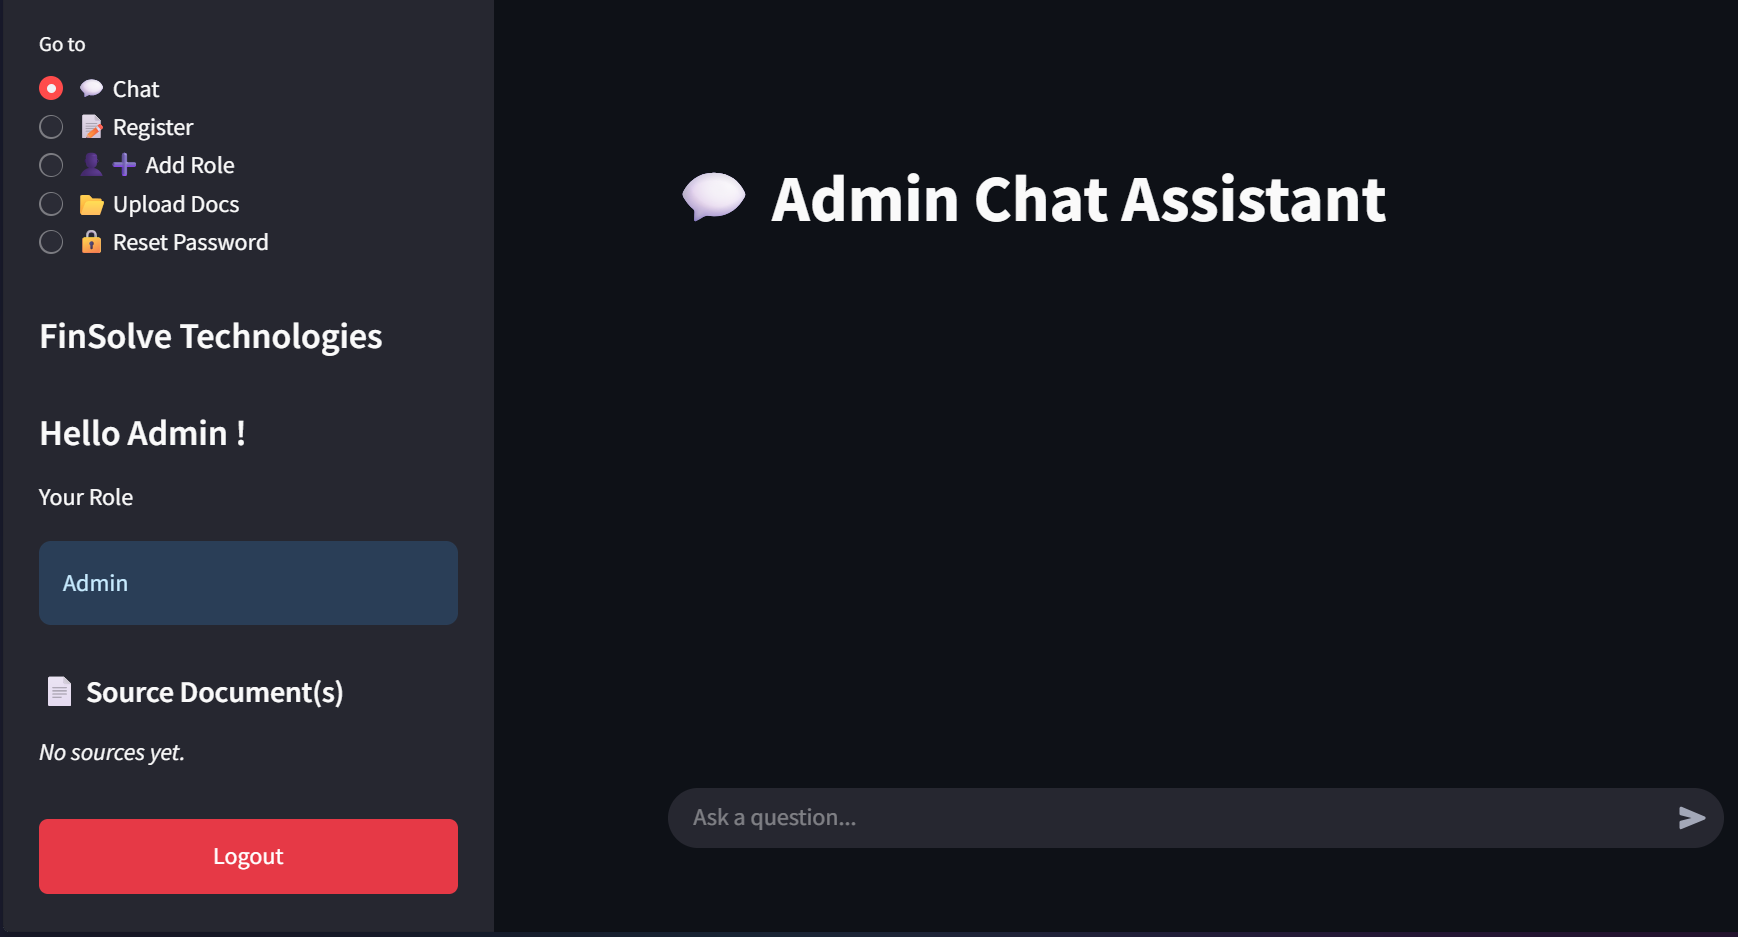 Go to
Chat
Register
Add Role
Upload Docs
Reset Password
FinSolve Technologies
Hello Admin !
Your Role
Admin
Source Document(s)
No sources yet.
Logout
Admin Chat Assistant
Ask a question...